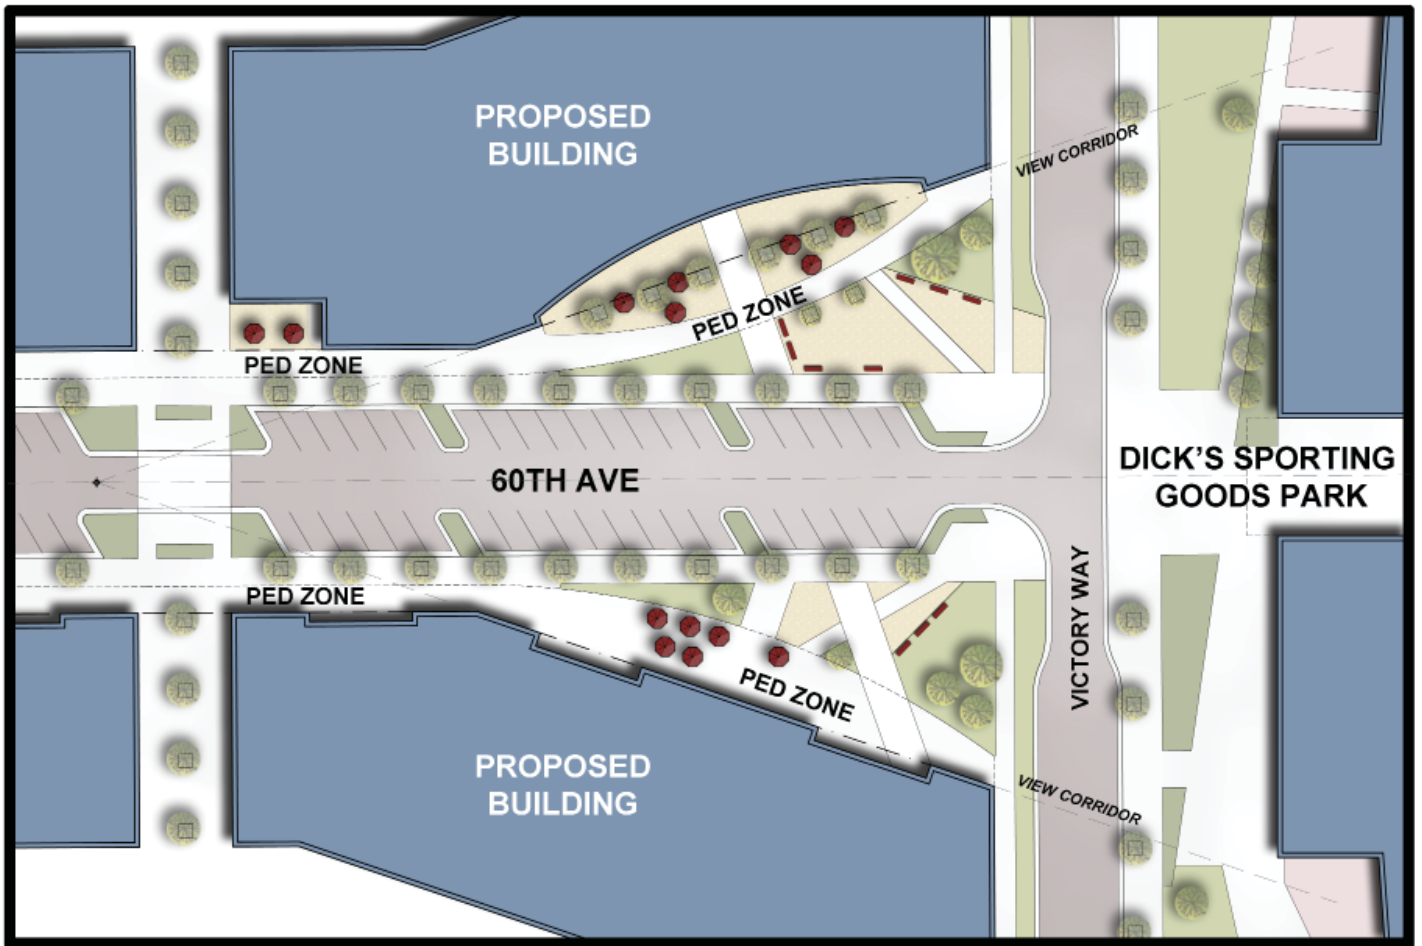 PROPOSED
BUILDING
VIEW CORRIDOR
PED ZONE
PED ZONE
60TH AVE
DICK'S SPORTING
GOODS PARK
PED ZONE
VICTORY WAY
PED ZONE
PROPOSED
BUILDING
VIEW CORRIDOR